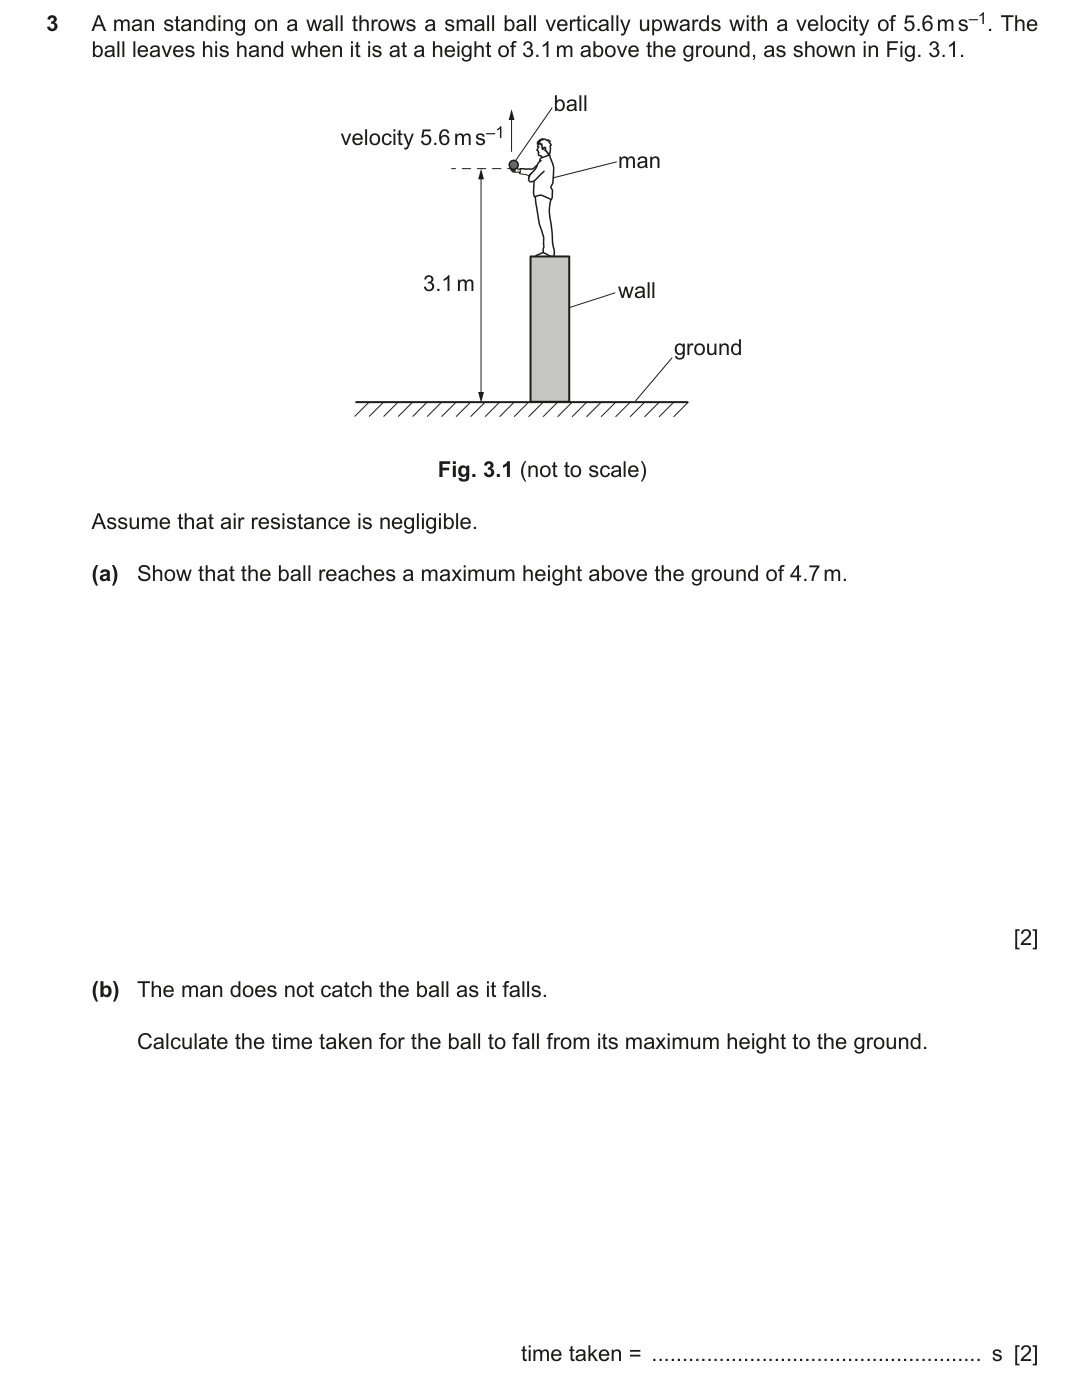 3 A man standing on a wall throws a small ball vertically upwards with a velocity of 5.6 m s⁻¹. The
ball leaves his hand when it is at a height of 3.1 m above the ground, as shown in Fig. 3.1.
ball
velocity 5.6 m s⁻¹
man
3.1 m
wall
ground
Fig. 3.1 (not to scale)
Assume that air resistance is negligible.
(a) Show that the ball reaches a maximum height above the ground of 4.7 m.
[2]
(b) The man does not catch the ball as it falls.
Calculate the time taken for the ball to fall from its maximum height to the ground.
time taken = ...................................................... s [2]